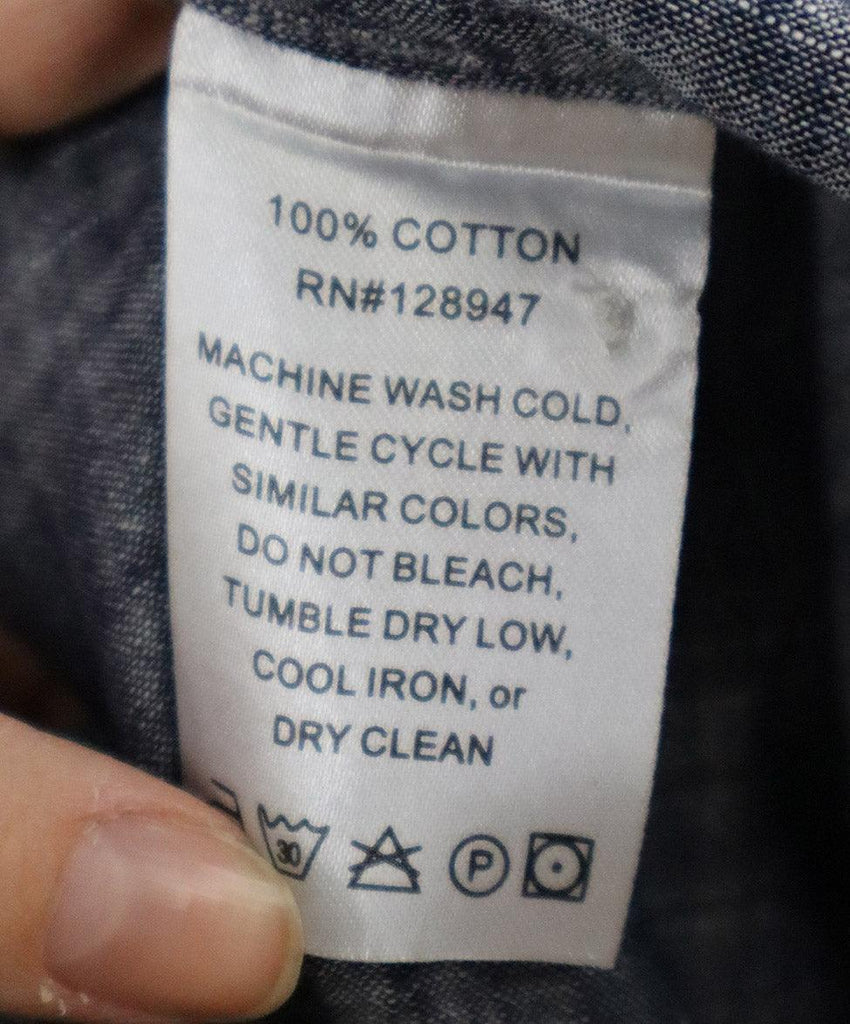 100% COTTON
RN#128947
MACHINE WASH COLD,
GENTLE CYCLE WITH
SIMILAR COLORS,
DO NOT BLEACH,
TUMBLE DRY LOW,
COOL IRON, or
DRY CLEAN
30 P